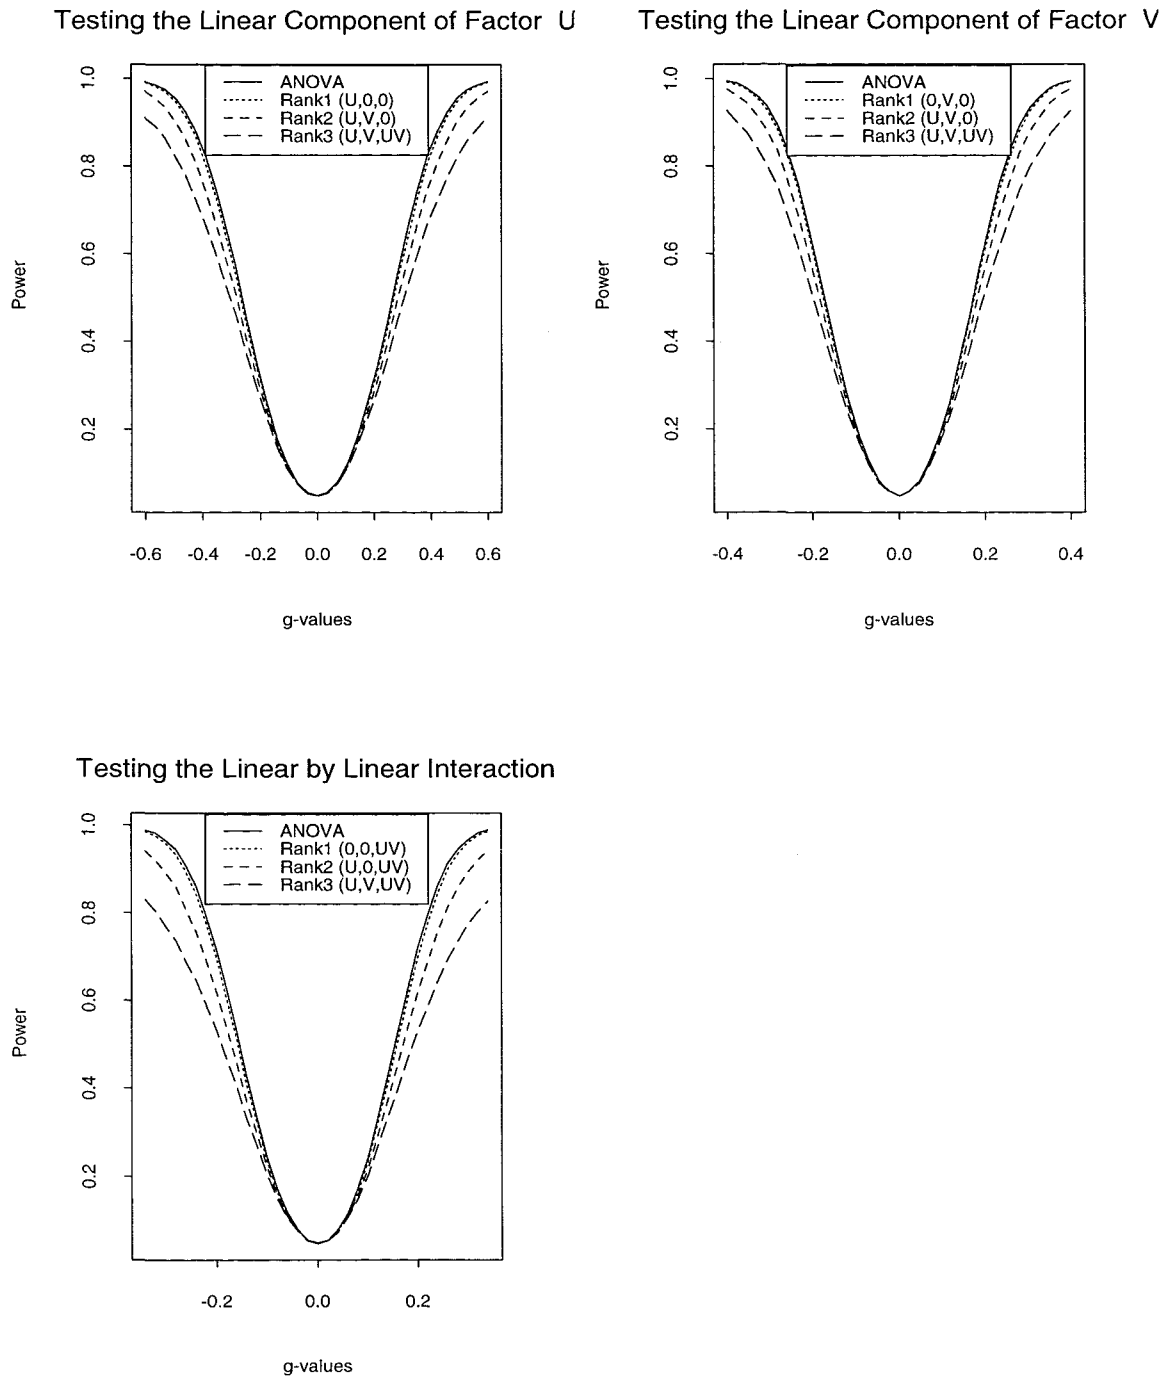 Testing the Linear Component of Factor U
1.0
0.8
0.6
0.4
0.2
Power
ANOVA
Rank1 (U,0,0)
Rank2 (U,V,0)
Rank3 (U,V,UV)
-0.6 -0.4 -0.2 0.0 0.2 0.4 0.6
g-values
Testing the Linear Component of Factor V
1.0
0.8
0.6
0.4
0.2
Power
ANOVA
Rank1 (0,V,0)
Rank2 (U,V,0)
Rank3 (U,V,UV)
-0.4 -0.2 0.0 0.2 0.4
g-values
Testing the Linear by Linear Interaction
1.0
0.8
0.6
0.4
0.2
Power
ANOVA
Rank1 (0,0,UV)
Rank2 (U,0,UV)
Rank3 (U,V,UV)
-0.2 0.0 0.2
g-values